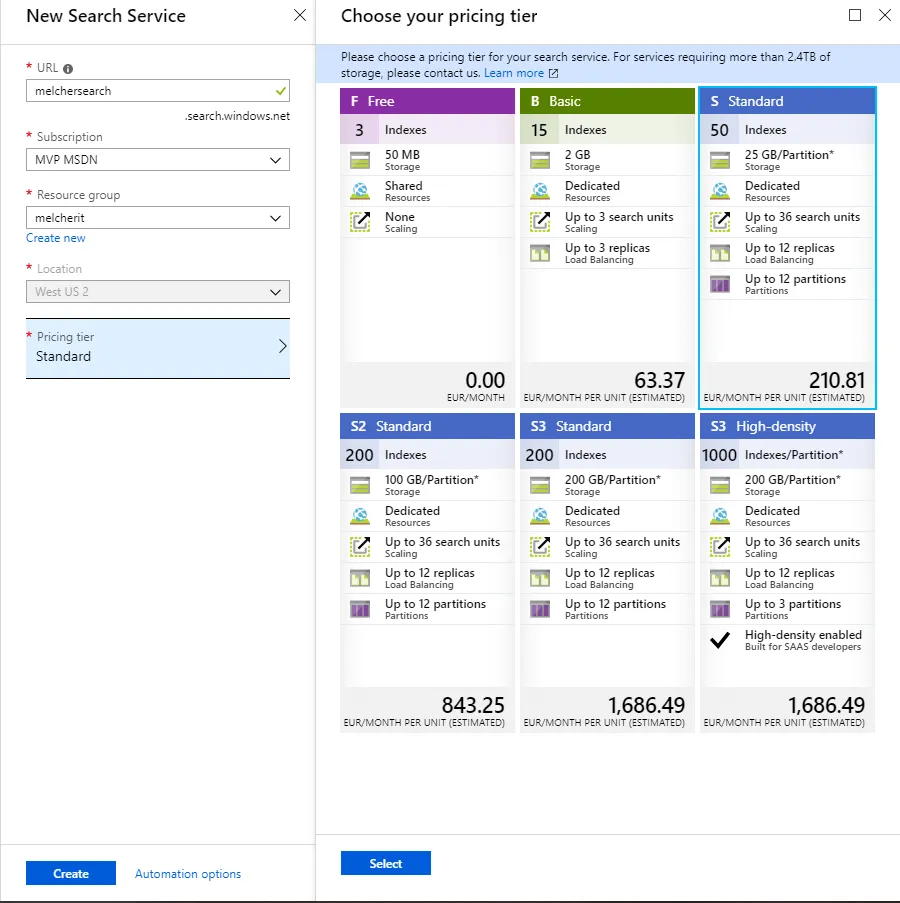 New Search Service
* URL
melchersearch
.search.windows.net
* Subscription
MVP MSDN
* Resource group
melcherit
Create new
* Location
West US 2
* Pricing tier
Standard
Create
Automation options
Choose your pricing tier
Please choose a pricing tier for your search service. For services requiring more than 2.4TB of
storage, please contact us. Learn more
F Free
3 Indexes
50 MB
Storage
Shared
Resources
None
Scaling
0.00
EUR/MONTH
B Basic
15 Indexes
2 GB
Storage
Dedicated
Resources
Up to 3 search units
Scaling
Up to 3 replicas
Load Balancing
63.37
EUR/MONTH PER UNIT (ESTIMATED)
S Standard
50 Indexes
25 GB/Partition*
Storage
Dedicated
Resources
Up to 36 search units
Scaling
Up to 12 replicas
Load Balancing
Up to 12 partitions
Partitions
210.81
EUR/MONTH PER UNIT (ESTIMATED)
S2 Standard
200 Indexes
100 GB/Partition*
Storage
Dedicated
Resources
Up to 36 search units
Scaling
Up to 12 replicas
Load Balancing
Up to 12 partitions
Partitions
843.25
EUR/MONTH PER UNIT (ESTIMATED)
S3 Standard
200 Indexes
200 GB/Partition*
Storage
Dedicated
Resources
Up to 36 search units
Scaling
Up to 12 replicas
Load Balancing
Up to 12 partitions
Partitions
1,686.49
EUR/MONTH PER UNIT (ESTIMATED)
S3 High-density
1000 Indexes/Partition*
200 GB/Partition*
Storage
Dedicated
Resources
Up to 36 search units
Scaling
Up to 12 replicas
Load Balancing
Up to 3 partitions
Partitions
High-density enabled
Built for SAAS developers
1,686.49
EUR/MONTH PER UNIT (ESTIMATED)
Select